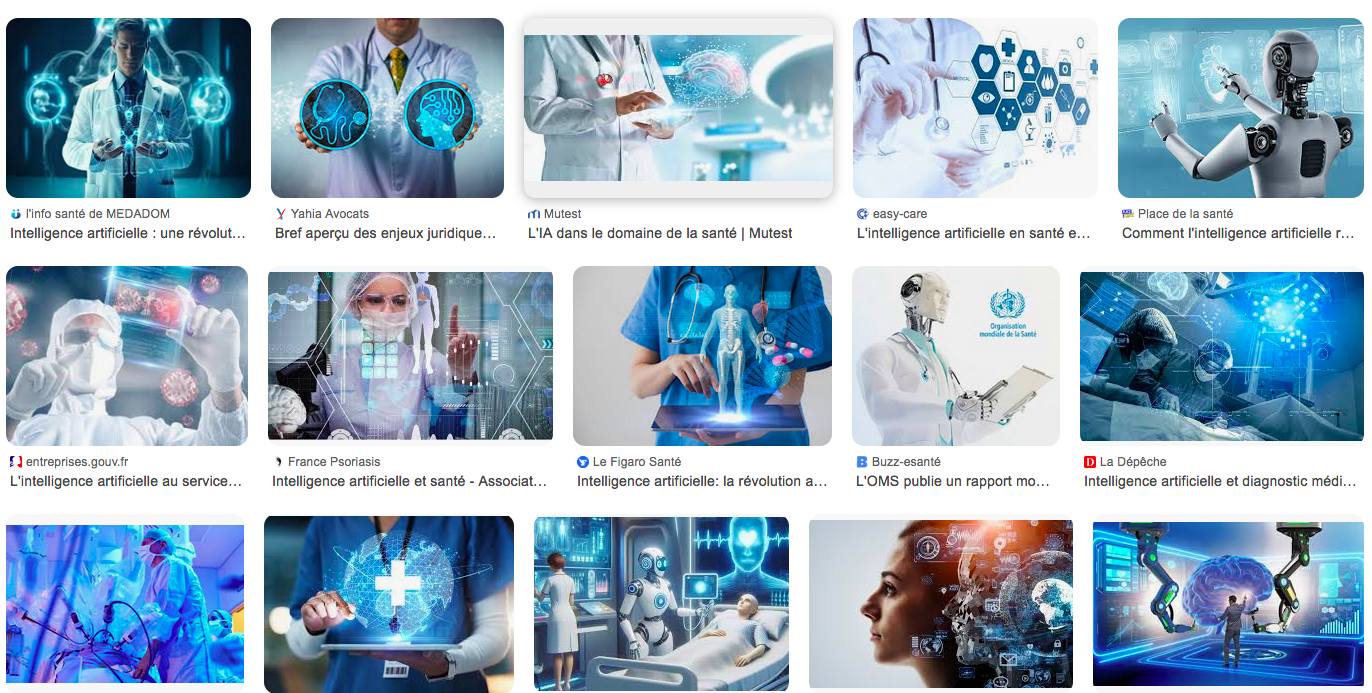 l'info santé de MEDADOM
Intelligence artificielle : une révolut...
Yahia Avocats
Bref aperçu des enjeux juridique...
Mutest
L'IA dans le domaine de la santé | Mutest
MEDICAL
easy-care
L'intelligence artificielle en santé e...
Place de la santé
Comment l'intelligence artificielle r...
entreprises.gouv.fr
L'intelligence artificielle au service...
France Psoriasis
Intelligence artificielle et santé - Associat...
Le Figaro Santé
Intelligence artificielle: la révolution a...
Organisation
mondiale de la Santé
Buzz-esanté
L'OMS publie un rapport mo...
La Dépêche
Intelligence artificielle et diagnostic médi...